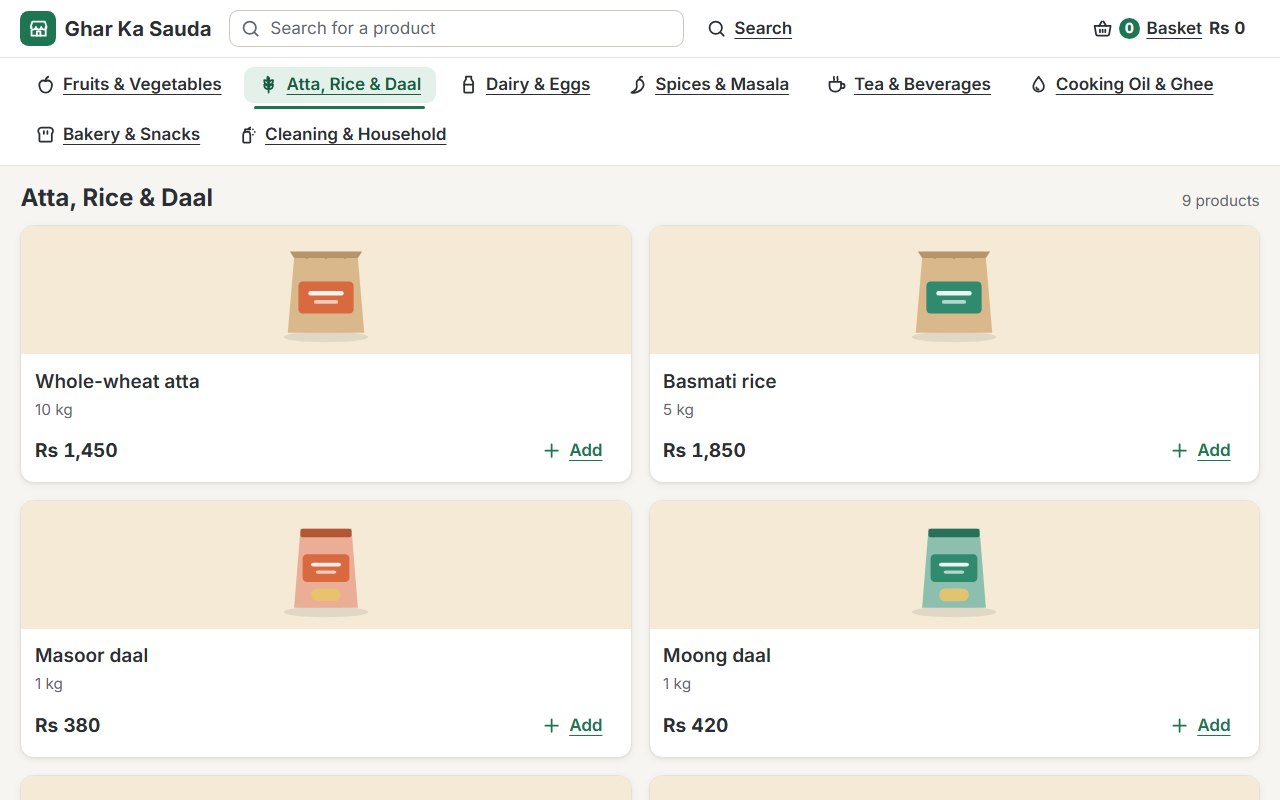 Ghar Ka Sauda
Search for a product
Search
0 Basket Rs 0
Fruits & Vegetables
Atta, Rice & Daal
Dairy & Eggs
Spices & Masala
Tea & Beverages
Cooking Oil & Ghee
Bakery & Snacks
Cleaning & Household
Atta, Rice & Daal
9 products
Whole-wheat atta
10 kg
Rs 1,450
Add
Basmati rice
5 kg
Rs 1,850
Add
Masoor daal
1 kg
Rs 380
Add
Moong daal
1 kg
Rs 420
Add